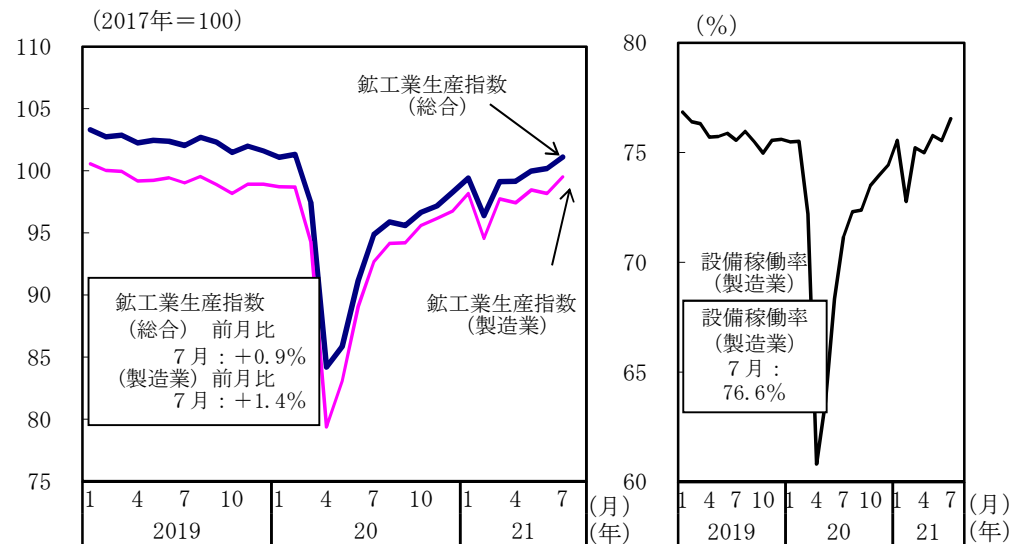 (2017年＝100)
110
105
100
95
90
85
80
75
鉱工業生産指数
(総合)
鉱工業生産指数
(製造業)
鉱工業生産指数
(総合) 前月比
7月：＋0.9%
(製造業) 前月比
7月：＋1.4%
1 4 7 10 1 4 7 10 1 4 7 (月)
2019 20 21 (年)
(%)
80
75
70
65
60
設備稼働率
(製造業)
設備稼働率
(製造業)
7月：
76.6%
1 4 7 10 1 4 7 10 1 4 7 (月)
2019 20 21 (年)